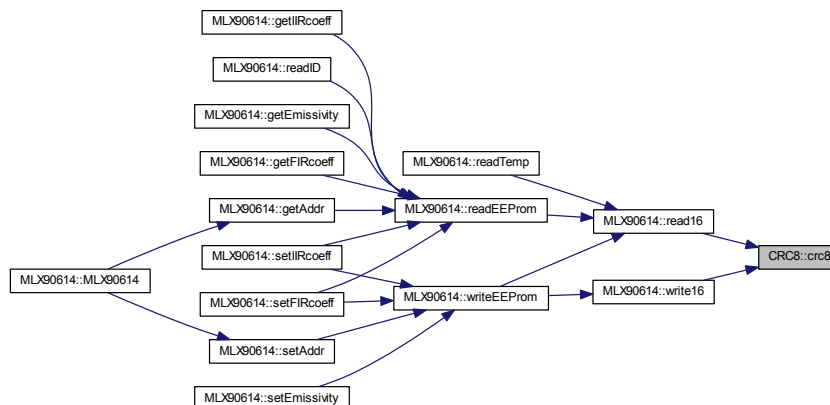 MLX90614::getIIRcoeff
MLX90614::readID
MLX90614::getEmissivity
MLX90614::getFIRcoeff
MLX90614::readTemp
MLX90614::getAddr
MLX90614::readEEProm
MLX90614::read16
MLX90614::setIIRcoeff
CRC8::crc8
MLX90614::MLX90614
MLX90614::setFIRcoeff
MLX90614::writeEEProm
MLX90614::write16
MLX90614::setAddr
MLX90614::setEmissivity